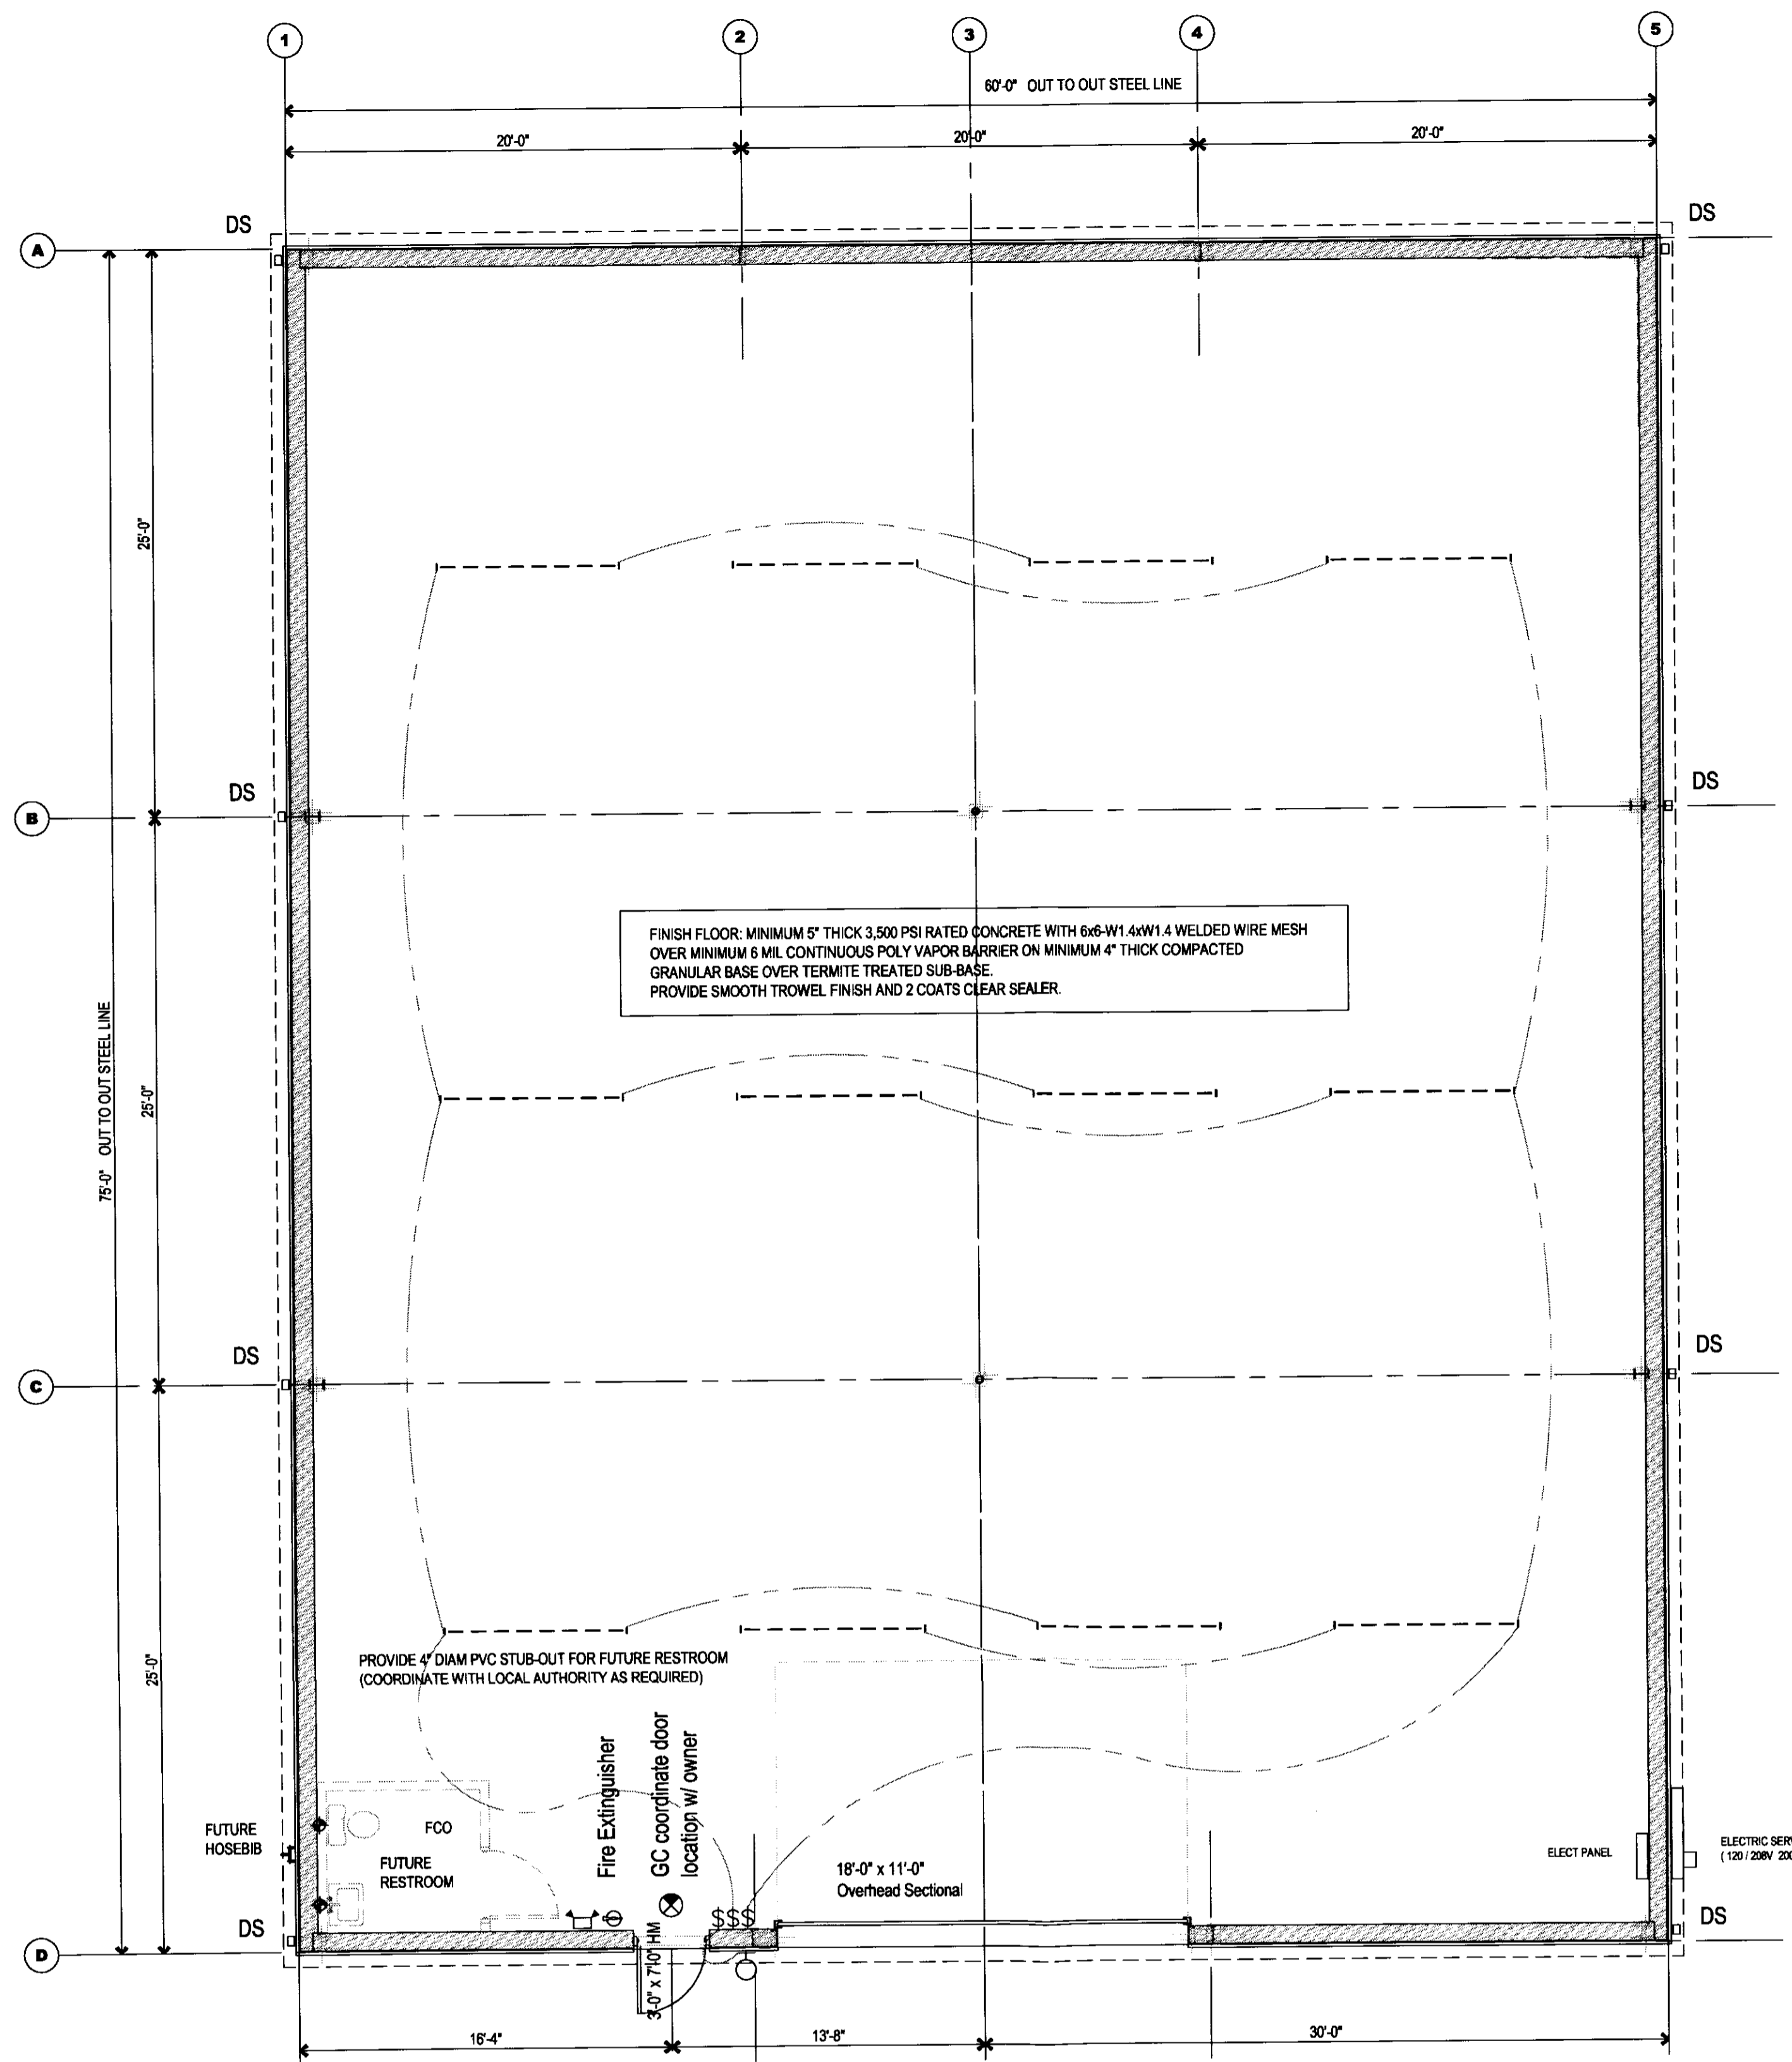 1 2 3 4 5
60'-0" OUT TO OUT STEEL LINE
20'-0" 20'-0" 20'-0"
DS DS
A
25'-0"
DS DS
B
FINISH FLOOR: MINIMUM 5" THICK 3,500 PSI RATED CONCRETE WITH 6x6-W1.4xW1.4 WELDED WIRE MESH
OVER MINIMUM 6 MIL CONTINUOUS POLY VAPOR BARRIER ON MINIMUM 4" THICK COMPACTED
GRANULAR BASE OVER TERMITE TREATED SUB-BASE.
PROVIDE SMOOTH TROWEL FINISH AND 2 COATS CLEAR SEALER.
75'-0" OUT TO OUT STEEL LINE
25'-0"
DS DS
C
25'-0"
PROVIDE 4" DIAM PVC STUB-OUT FOR FUTURE RESTROOM
(COORDINATE WITH LOCAL AUTHORITY AS REQUIRED)
Fire Extinguisher
GC coordinate door
location w/ owner
FUTURE
HOSEBIB
FCO
FUTURE
RESTROOM
18'-0" x 11'-0"
Overhead Sectional
ELECT PANEL
ELECTRIC SER
( 120 / 208V 200
$ $ $
DS DS
D
3'-0" x 7'-0" HM
16'-4" 13'-8" 30'-0"